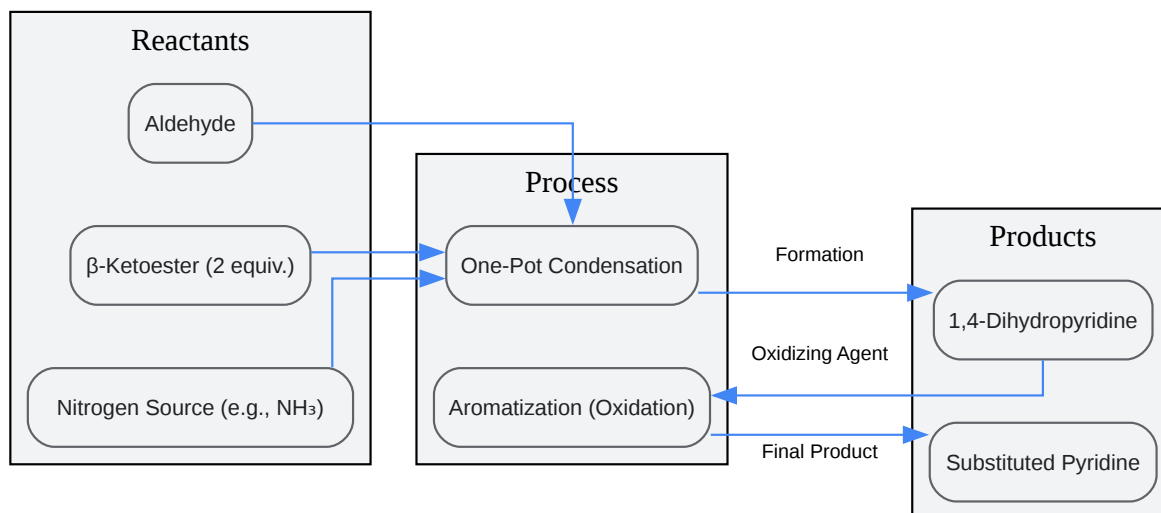 Reactants
Aldehyde
β-Ketoester (2 equiv.)
Nitrogen Source (e.g., NH₃)
Process
One-Pot Condensation
Aromatization (Oxidation)
Formation
Oxidizing Agent
Final Product
Products
1,4-Dihydropyridine
Substituted Pyridine